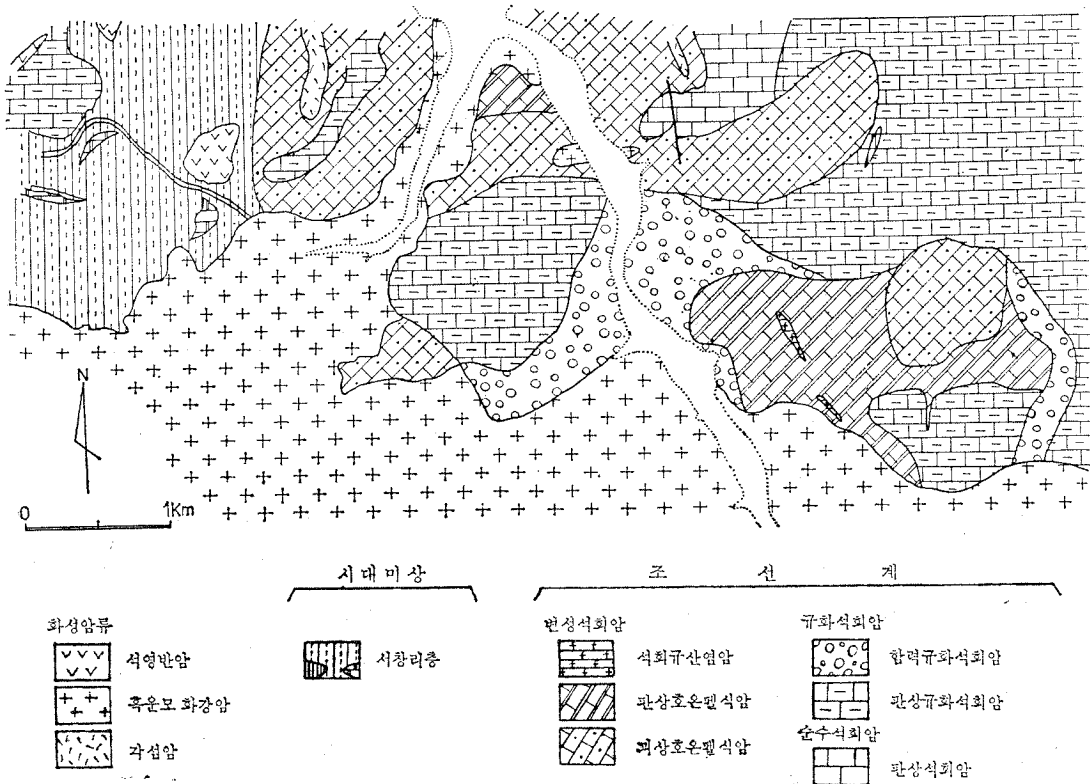 N
0 1Km
시대미상
조선계
화성암류
석영반암
흑운모 화강암
각섬암
서창리층
변성석회암
석회규산염암
판상호온펠식암
괴상호온펠식암
규화석회암
함력규화석회암
판상규화석회암
순수석회암
판상석회암